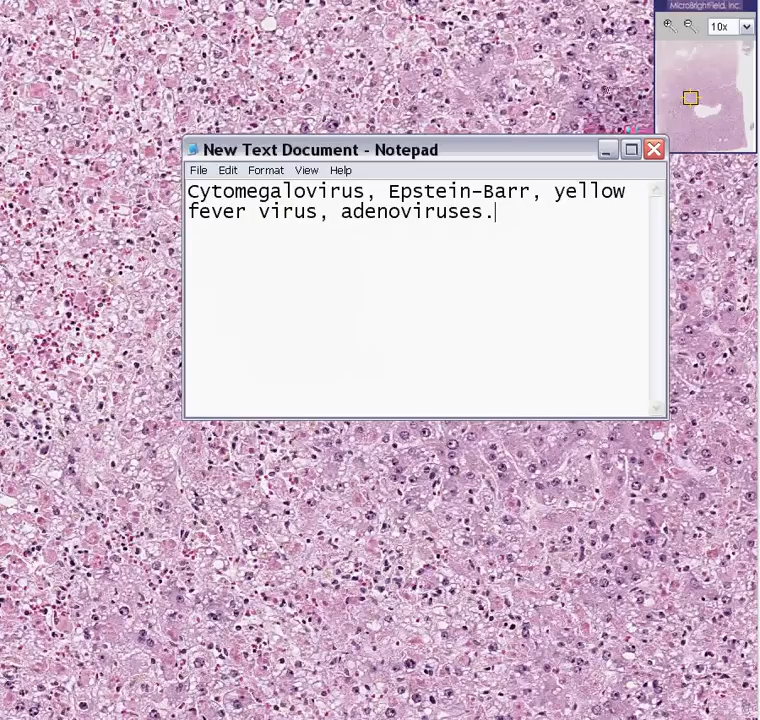 MicroBrightField, Inc.
10x
New Text Document - Notepad
File Edit Format View Help
Cytomegalovirus, Epstein-Barr, yellow
fever virus, adenoviruses.